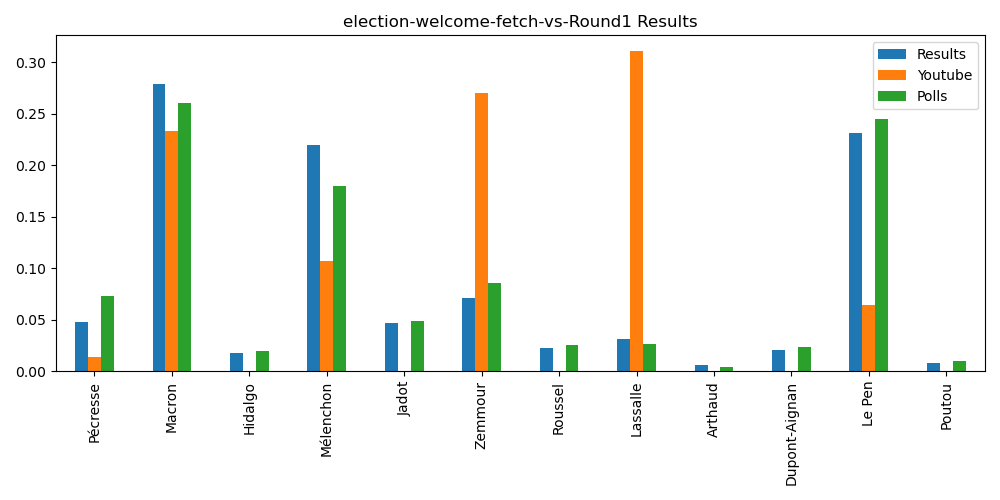 election-welcome-fetch-vs-Round1 Results
Results
Youtube
Polls
0.30
0.25
0.20
0.15
0.10
0.05
0.00
Pécresse
Macron
Hidalgo
Mélenchon
Jadot
Zemmour
Roussel
Lassalle
Arthaud
Dupont-Aignan
Le Pen
Poutou